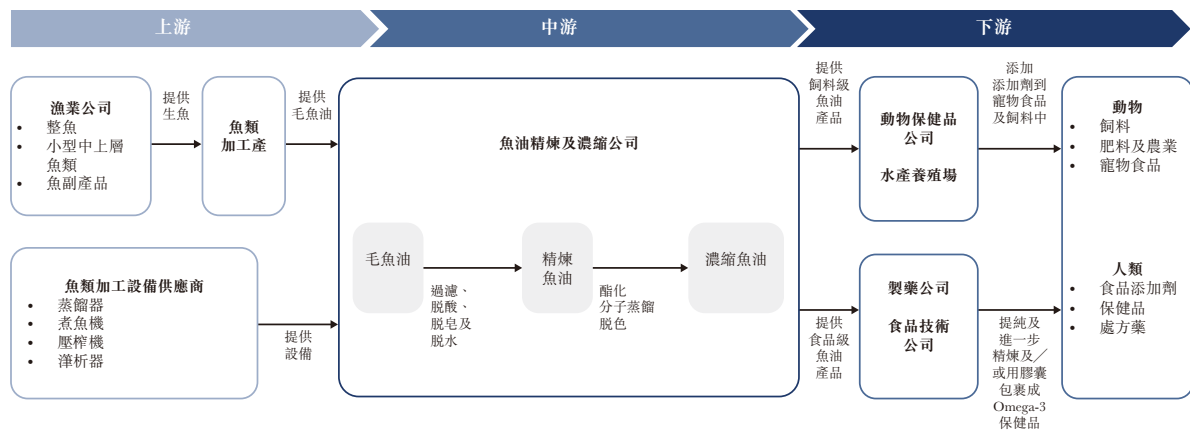 上游
中游
下游
漁業公司
• 整魚
• 小型中上層
魚類
• 魚副產品
提供
生魚
魚類
加工產
提供
毛魚油
魚類加工設備供應商
• 蒸餾器
• 煮魚機
• 壓榨機
• 潷析器
提供
設備
魚油精煉及濃縮公司
毛魚油
過濾、
脫酸、
脫皂及
脫水
精煉
魚油
酯化
分子蒸餾
脫色
濃縮魚油
提供
飼料級
魚油
產品
動物保健品
公司
水產養殖場
添加
添加劑到
寵物食品
及飼料中
動物
• 飼料
• 肥料及農業
• 寵物食品
提供
食品級
魚油
產品
製藥公司
食品技術
公司
提純及
進一步
精煉及╱
或用膠囊
包裹成
Omega-3
保健品
人類
• 食品添加劑
• 保健品
• 處方藥